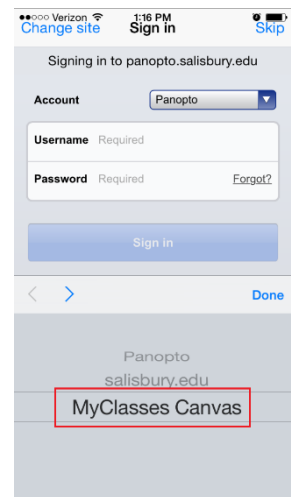 Verizon 1:16 PM
Change site Sign in Skip
Signing in to panopto.salisbury.edu
Account Panopto
Username Required
Password Required Forgot?
Sign in
Done
Panopto
salisbury.edu
MyClasses Canvas